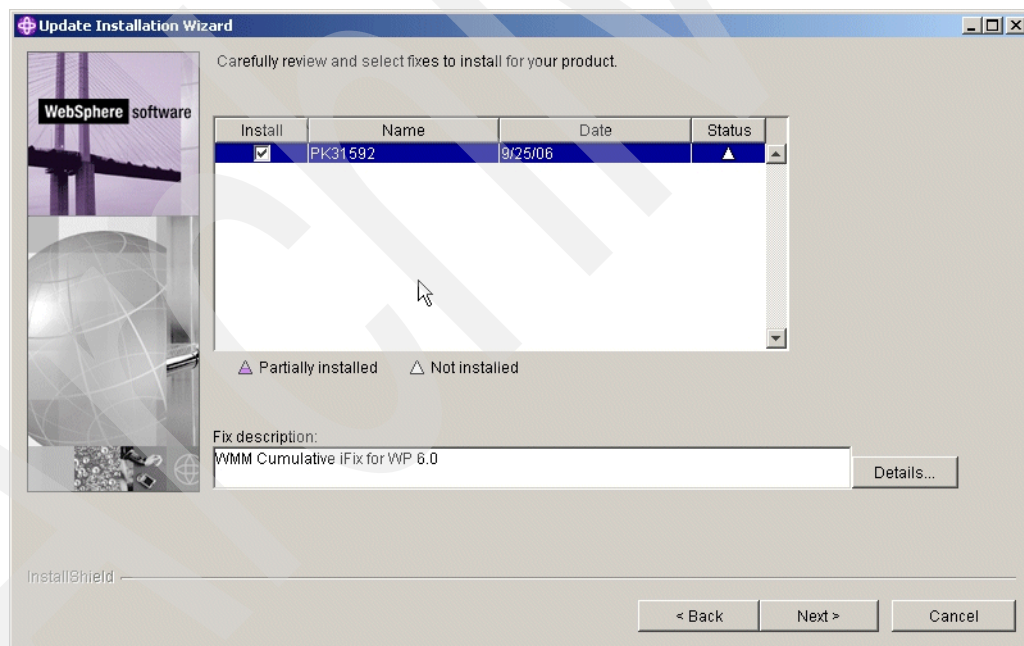 Update Installation Wizard
WebSphere software
Carefully review and select fixes to install for your product.
Install Name Date Status
PK31592 9/25/06
Partially installed Not installed
Fix description:
WMM Cumulative iFix for WP 6.0
Details...
InstallShield
< Back Next > Cancel